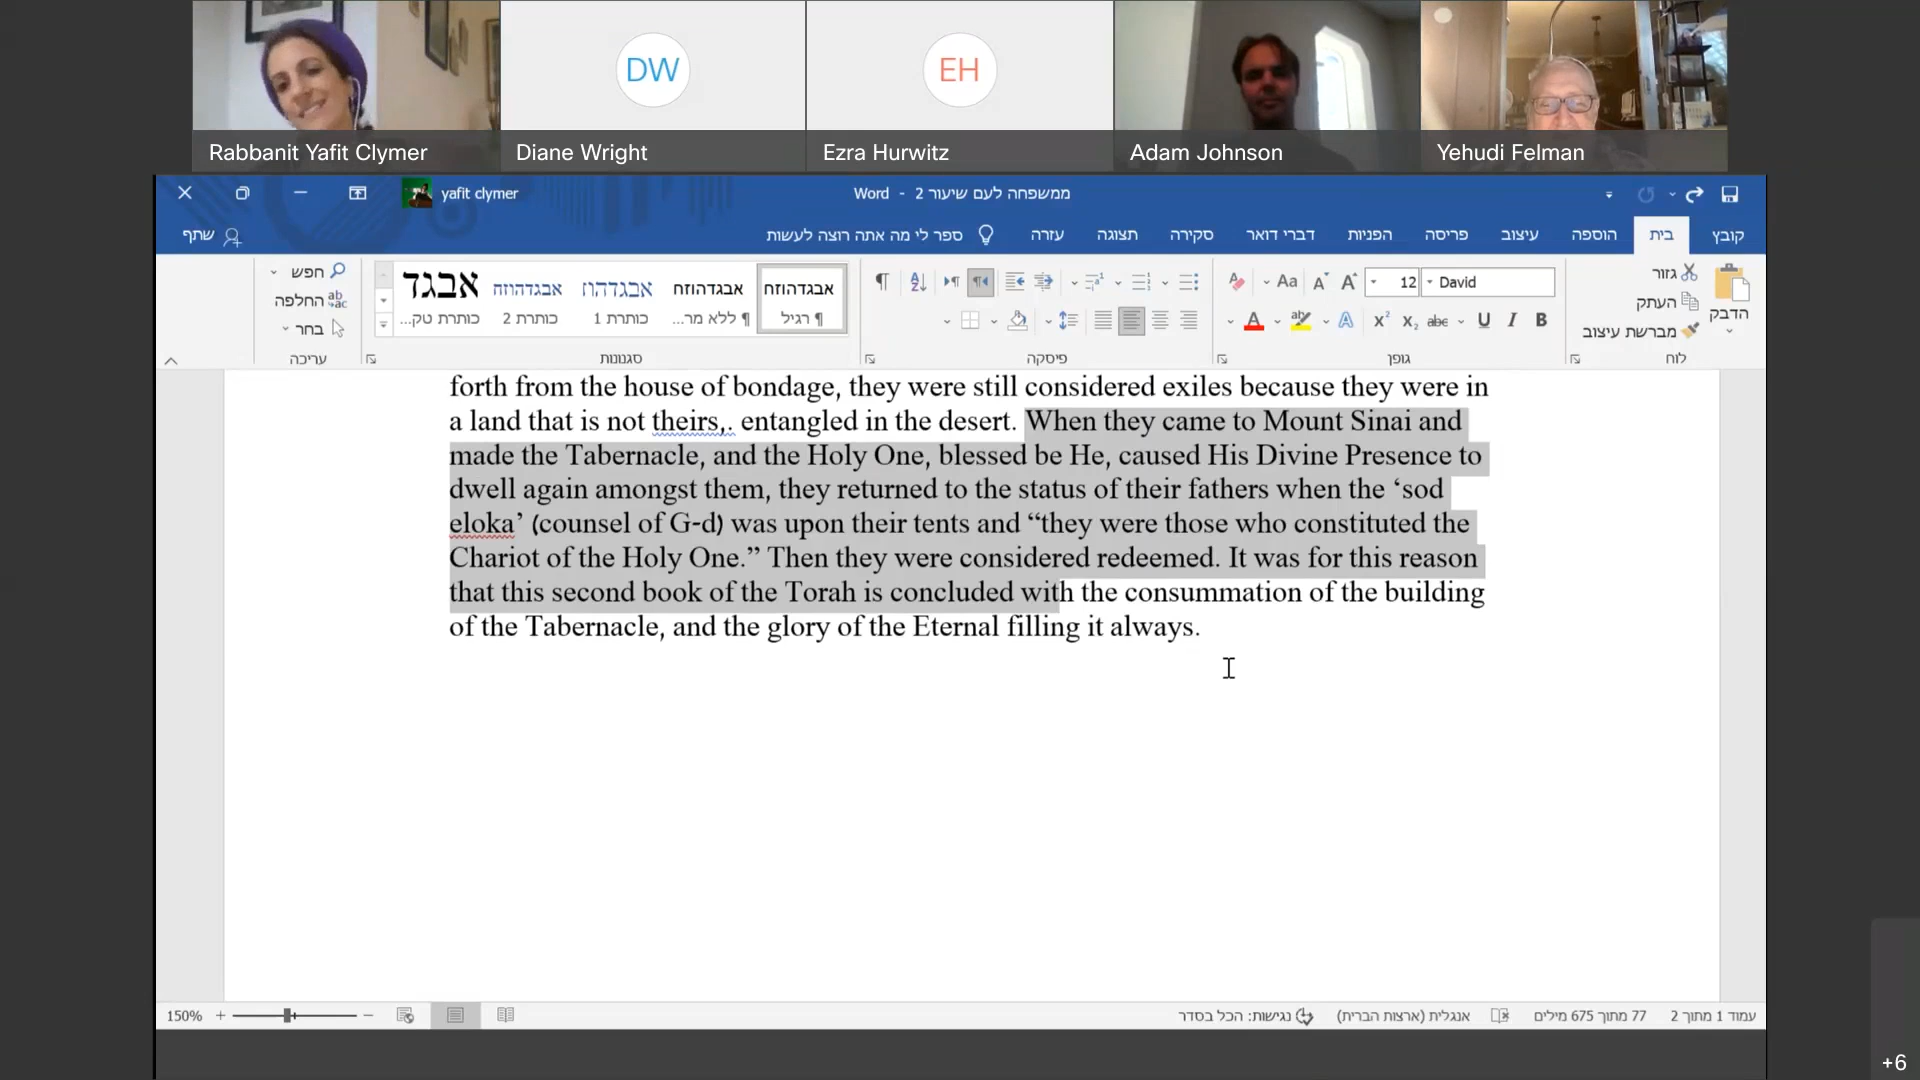 DW
EH
Rabbanit Yafit Clymer
Diane Wright
Ezra Hurwitz
Adam Johnson
Yehudi Felman
yafit clymer
ממשפחה לעם שיעור 2 - Word
קובץ
בית
הוספה
עיצוב
פריסה
הפניות
דברי דואר
סקירה
תצוגה
עזרה
ספר לי מה אתה רוצה לעשות
שתף
הדבק
גזור
העתק
מברשת עיצוב
לוח
David
12
Aa
A
A
B
I
U
abc
X₂
X²
A
A
גופן
פיסקה
אבגדהוזח
¶ רגיל
אבגדהוזח
¶ ללא מר...
אבגדהוז
כותרת 1
אבגדהוזח
כותרת 2
אבגד
כותרת טק...
סגנונות
חפש
החלפה
בחר
עריכה
forth from the house of bondage, they were still considered exiles because they were in
a land that is not theirs,. entangled in the desert. When they came to Mount Sinai and
made the Tabernacle, and the Holy One, blessed be He, caused His Divine Presence to
dwell again amongst them, they returned to the status of their fathers when the ‘sod
eloka’ (counsel of G-d) was upon their tents and “they were those who constituted the
Chariot of the Holy One.” Then they were considered redeemed. It was for this reason
that this second book of the Torah is concluded with the consummation of the building
of the Tabernacle, and the glory of the Eternal filling it always.
עמוד 1 מתוך 2
77 מתוך 675 מילים
אנגלית (ארצות הברית)
נגישות: הכל בסדר
150%
+6